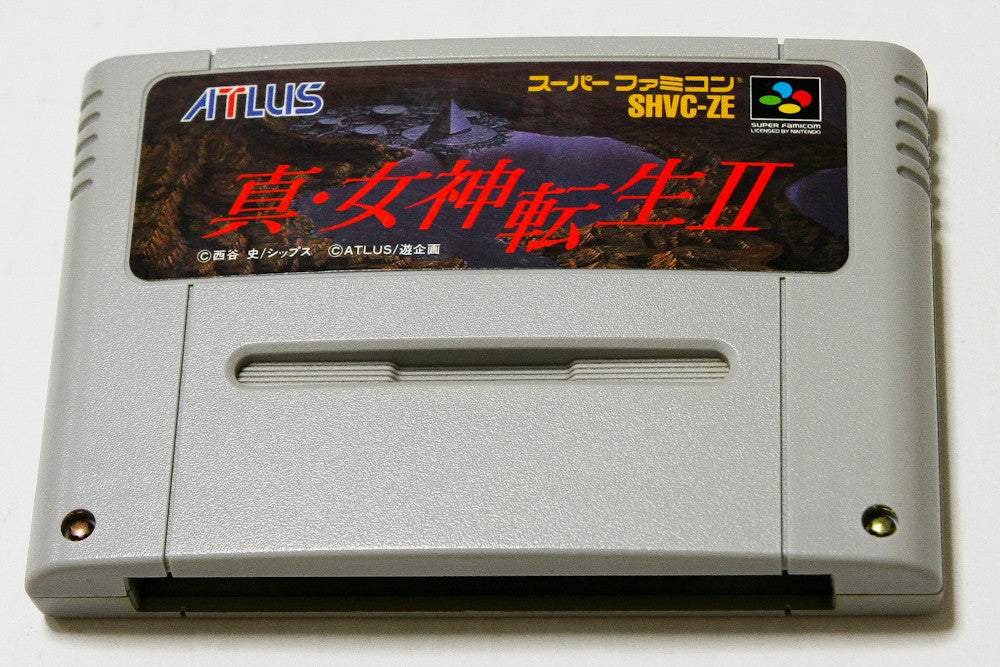 ATLUS
スーパーファミコン®
SHVC-ZE
SUPER FAMICOM
LICENSED BY NINTENDO
真・女神転生II
©西谷 史/シップス ©ATLUS/遊企画